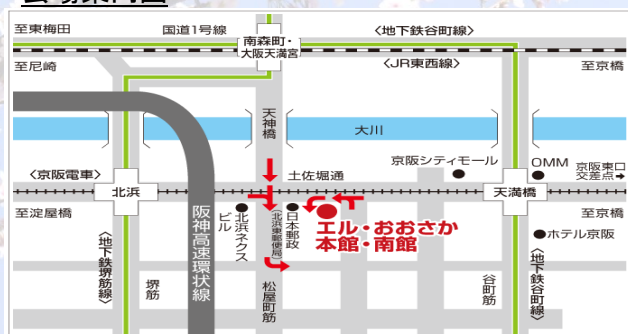 会場案内図
至東梅田
国道1号線
南森町・
大阪天満宮
〈地下鉄谷町線〉
至尼崎
〈JR東西線〉
至京橋
天神橋
大川
〈京阪電車〉
北浜
土佐堀通
京阪シティモール
OMM
京阪東口
交差点→
天満橋
至淀屋橋
阪神高速環状線
北浜ネクス
ビル
(北浜東郵便局)
日本郵政
エル・おおさか
本館・南館
至京橋
ホテル京阪
〈地下鉄堺筋線〉
堺筋
松屋町筋
谷町筋
〈地下鉄谷町線〉